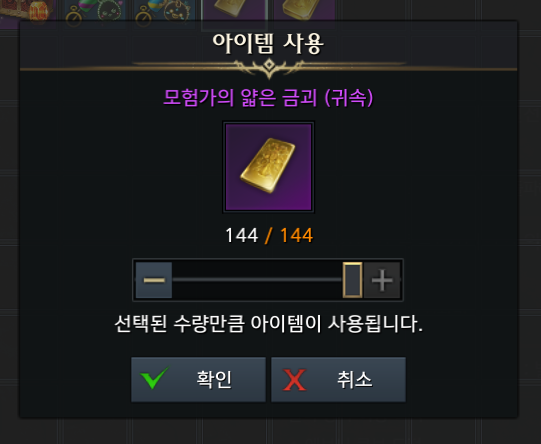 아이템 사용
모험가의 얇은 금괴 (귀속)
144 / 144
선택된 수량만큼 아이템이 사용됩니다.
확인
취소